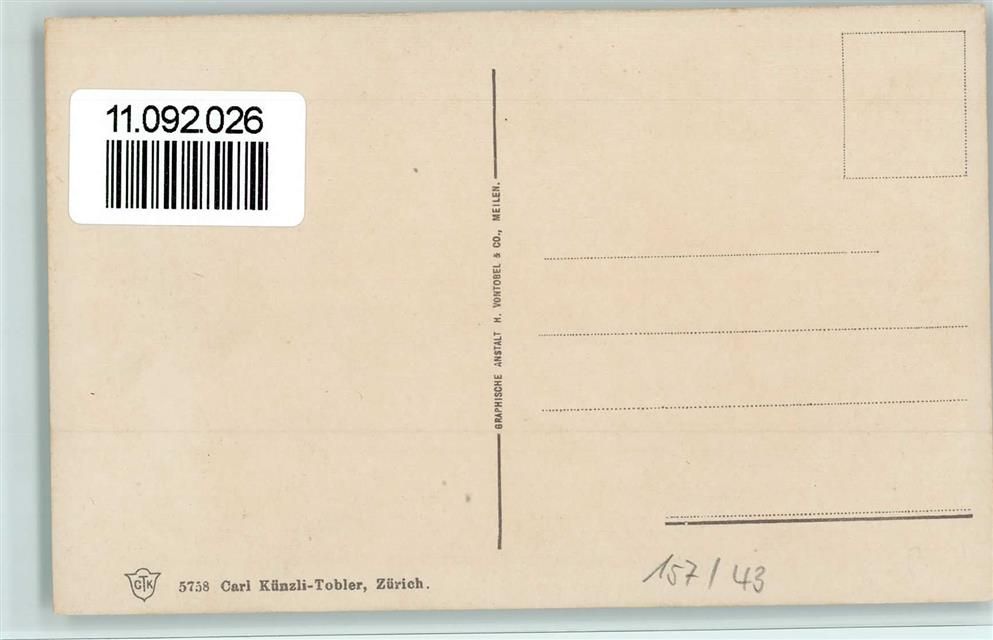 11.092.026
GRAPHISCHE ANSTALT H. VONTOBEL & CO., MEILEN.
CTK
5758 Carl Künzli-Tobler, Zürich.
157 / 43